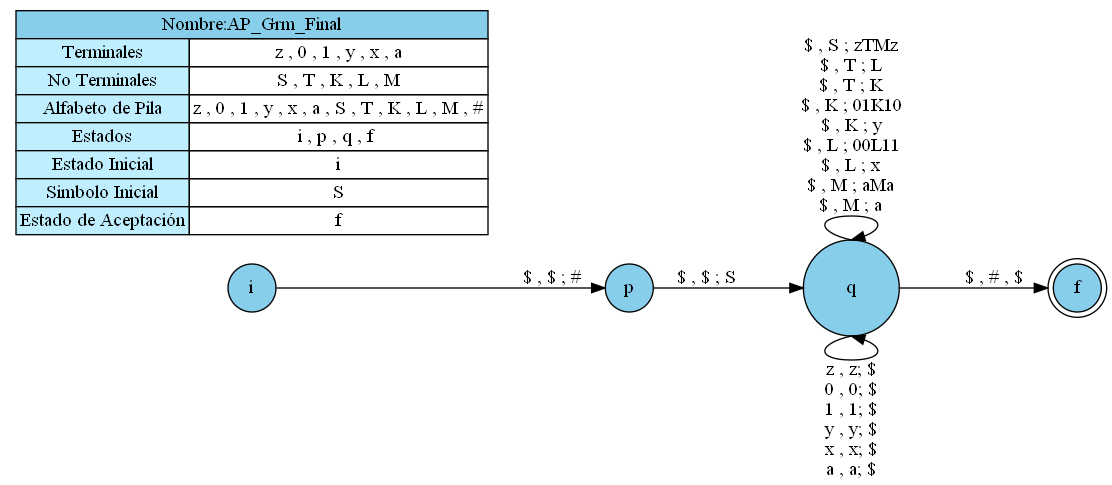 Nombre:AP_Grm_Final
Terminales z , 0 , 1 , y , x , a
No Terminales S , T , K , L , M
Alfabeto de Pila z , 0 , 1 , y , x , a , S , T , K , L , M , #
Estados i , p , q , f
Estado Inicial i
Simbolo Inicial S
Estado de Aceptación f
$ , S ; zTMz
$ , T ; L
$ , T ; K
$ , K ; 01K10
$ , K ; y
$ , L ; 00L11
$ , L ; x
$ , M ; aMa
$ , M ; a
i $ , $ ; # p $ , $ ; S q $ , # , $ f
z , z; $
0 , 0; $
1 , 1; $
y , y; $
x , x; $
a , a; $